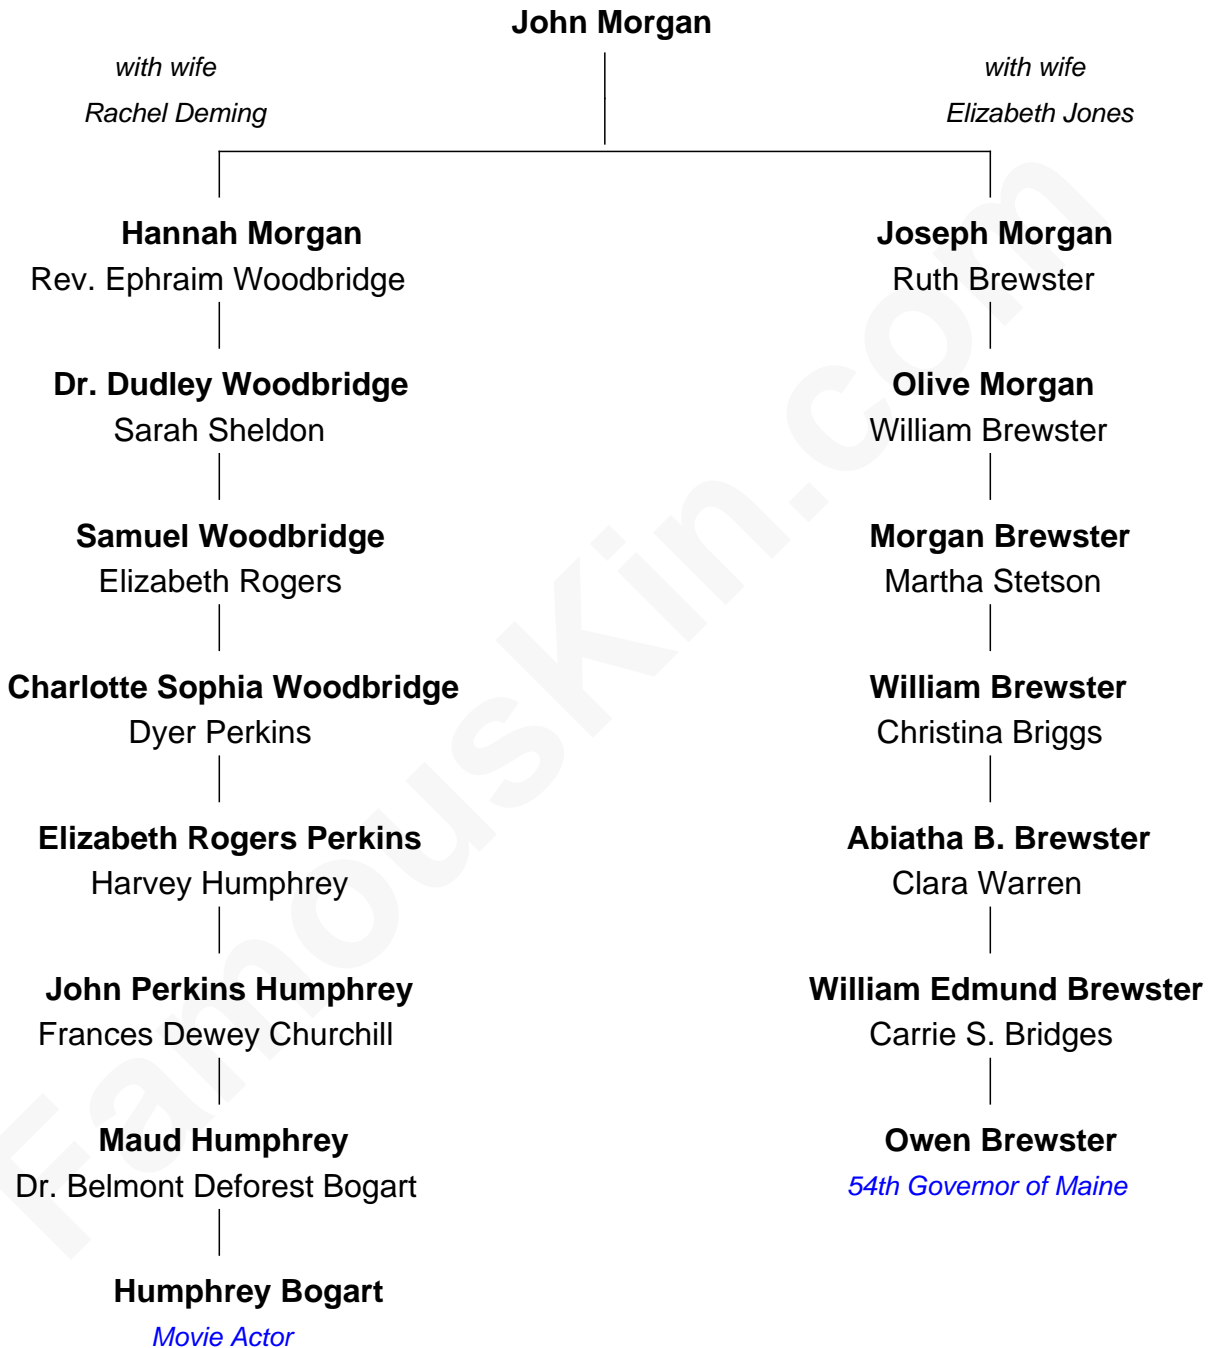 John Morgan
with wife
Rachel Deming
with wife
Elizabeth Jones
Hannah Morgan
Rev. Ephraim Woodbridge
Dr. Dudley Woodbridge
Sarah Sheldon
Samuel Woodbridge
Elizabeth Rogers
Charlotte Sophia Woodbridge
Dyer Perkins
Elizabeth Rogers Perkins
Harvey Humphrey
John Perkins Humphrey
Frances Dewey Churchill
Maud Humphrey
Dr. Belmont Deforest Bogart
Humphrey Bogart
Movie Actor
Joseph Morgan
Ruth Brewster
Olive Morgan
William Brewster
Morgan Brewster
Martha Stetson
William Brewster
Christina Briggs
Abiatha B. Brewster
Clara Warren
William Edmund Brewster
Carrie S. Bridges
Owen Brewster
54th Governor of Maine
FamousKin.com